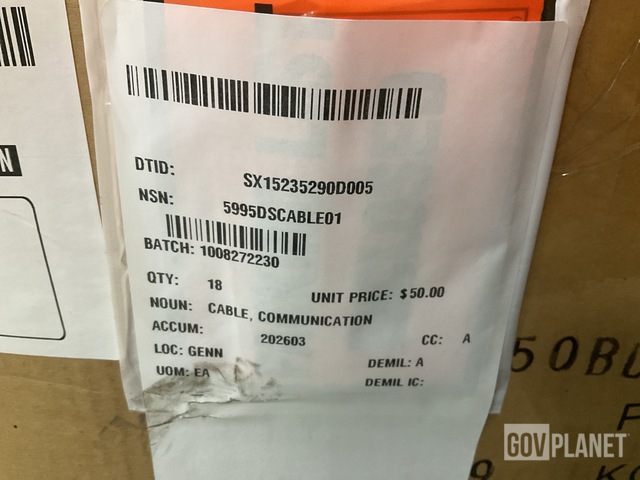 DTID: SX15235290D005
NSN: 5995DSCABLE01
BATCH: 1008272230
QTY: 18 UNIT PRICE: $50.00
NOUN: CABLE, COMMUNICATION
ACCUM: 202603 CC: A
LOC: GENN DEMIL: A
UOM: EA DEMIL IC:
GOVPLANET